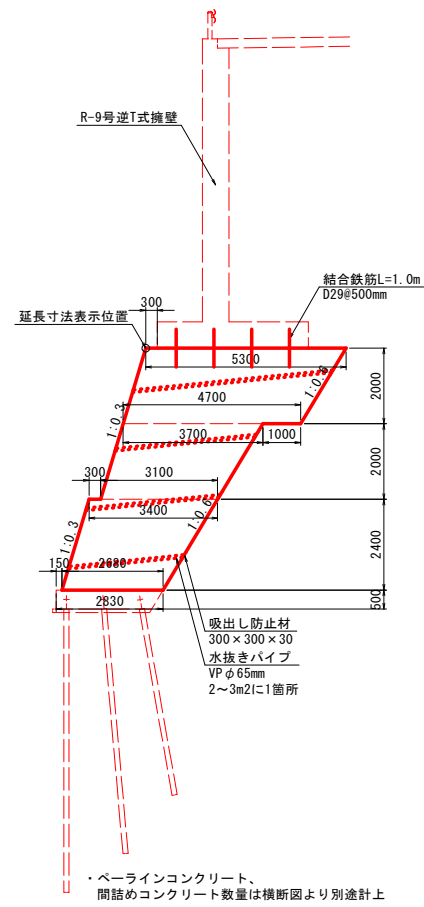 R-9号逆T式擁壁
結合鉄筋L=1.0m
D29@500mm
300
延長寸法表示位置
5300
2000
1:0.6
4700
1:0.3
3700
1000
2000
300
3100
3400
1:0.6
1:0.3
2400
150
2680
2830
500
吸出し防止材
300×300×30
水抜きパイプ
VPφ65mm
2～3m2に1箇所
・ペーラインコンクリート、
間詰めコンクリート数量は横断図より別途計上